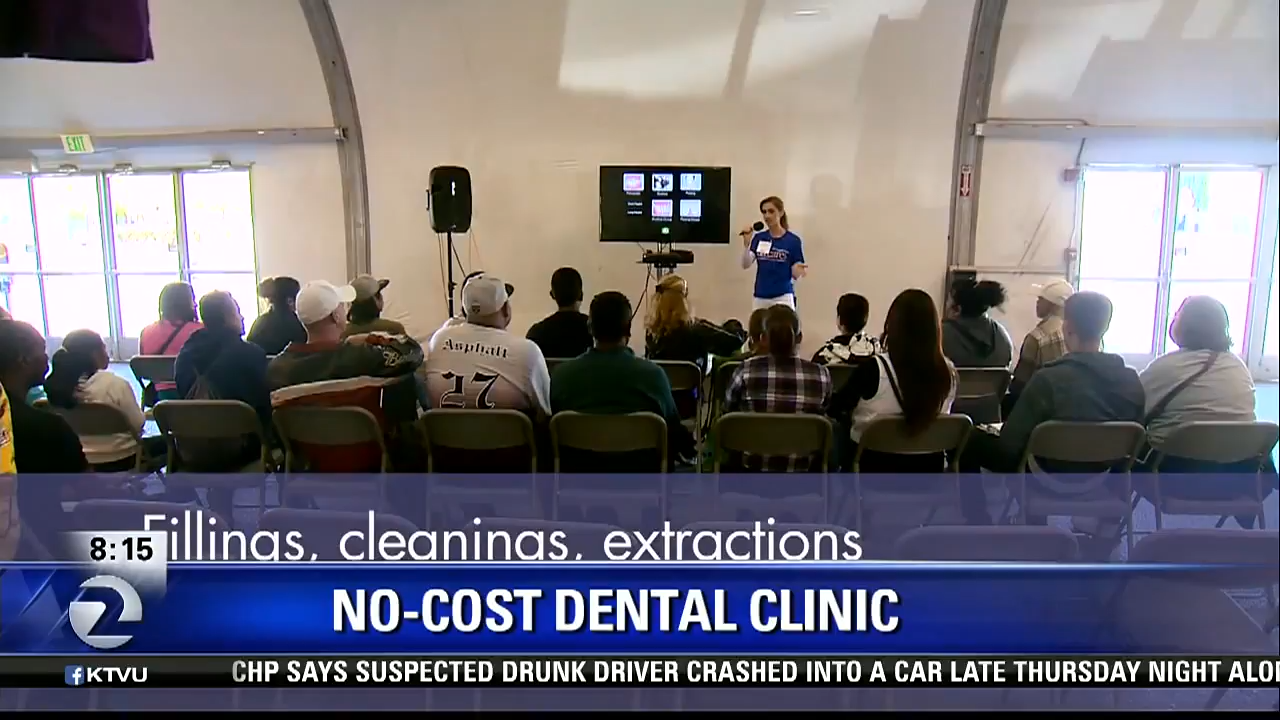 EXIT
Asphalt
27
Fillings, cleanings, extractions
8:15
2
NO-COST DENTAL CLINIC
f KTVU
CHP SAYS SUSPECTED DRUNK DRIVER CRASHED INTO A CAR LATE THURSDAY NIGHT ALO